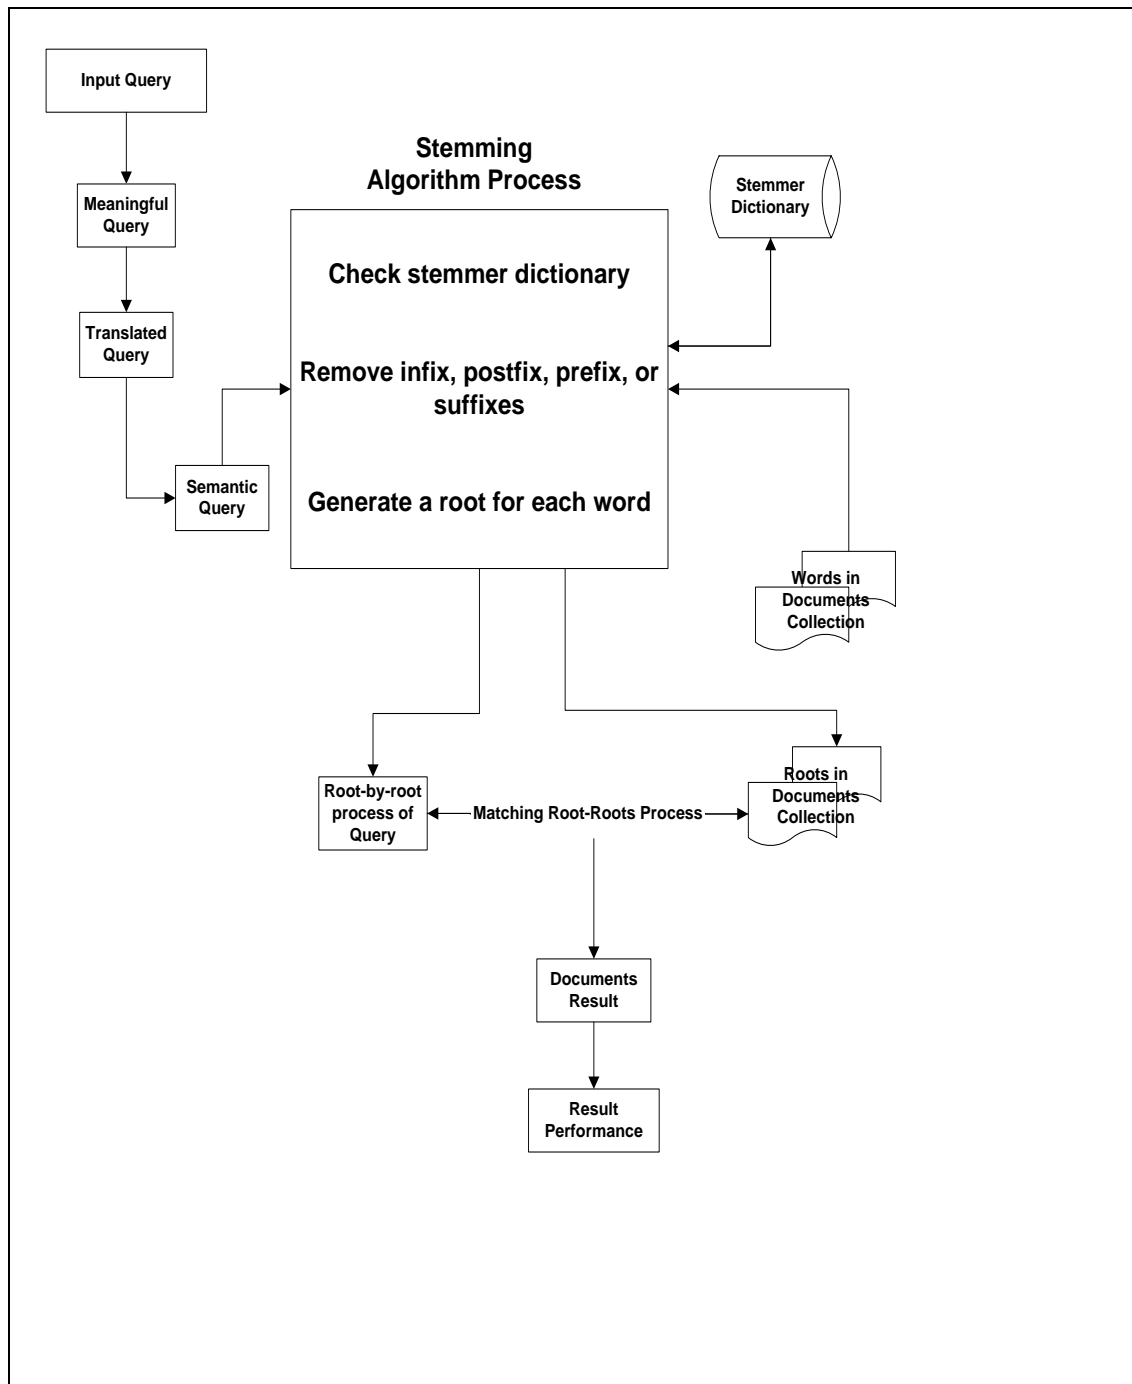 Input Query
Stemming
Algorithm Process
Stemmer
Dictionary
Meaningful
Query
Check stemmer dictionary
Translated
Query
Remove infix, postfix, prefix, or
suffixes
Semantic
Query
Generate a root for each word
Words in
Documents
Collection
Root-by-root
process of
Query
Matching Root-Roots Process
Roots in
Documents
Collection
Documents
Result
Result
Performance